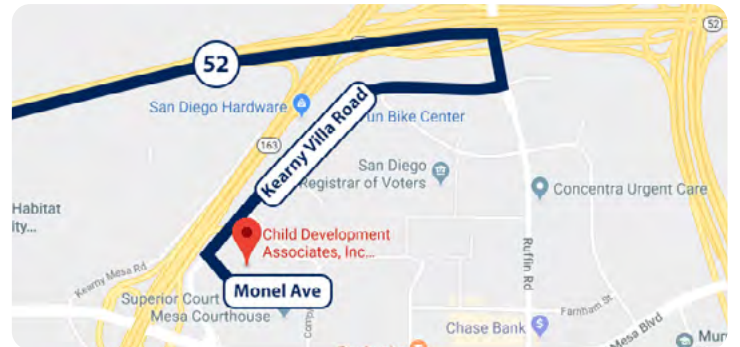 52
52
San Diego Hardware
un Bike Center
Kearny Villa Road
163
San Diego
Registrar of Voters
Concentra Urgent Care
Habitat
ity...
Child Development
Associates, Inc...
Kearny Mesa Rd
Ruffin Rd
Monel Ave
Superior Court
Mesa Courthouse
Farnham St
Chase Bank
Mesa Blvd
Mur